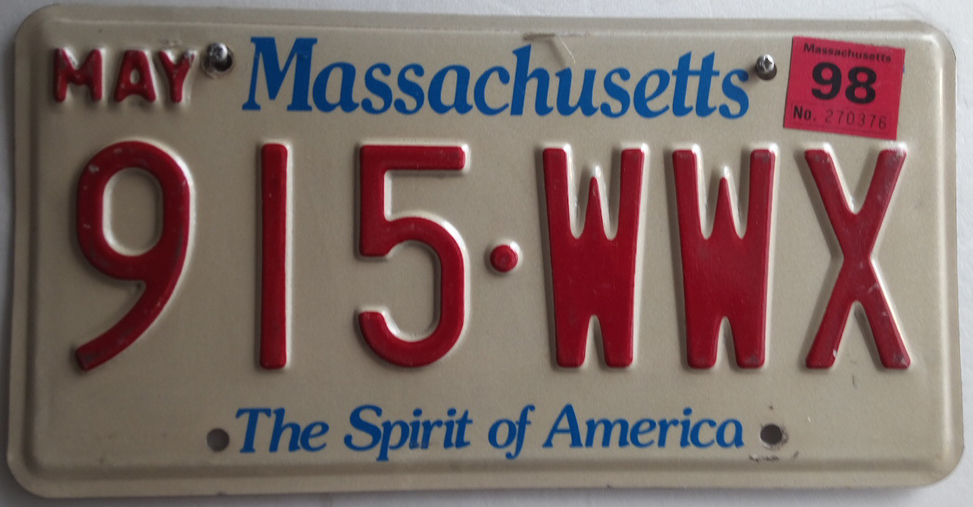 MAY Massachusetts
Massachusetts
98
No. 270376
915·WWX
The Spirit of America